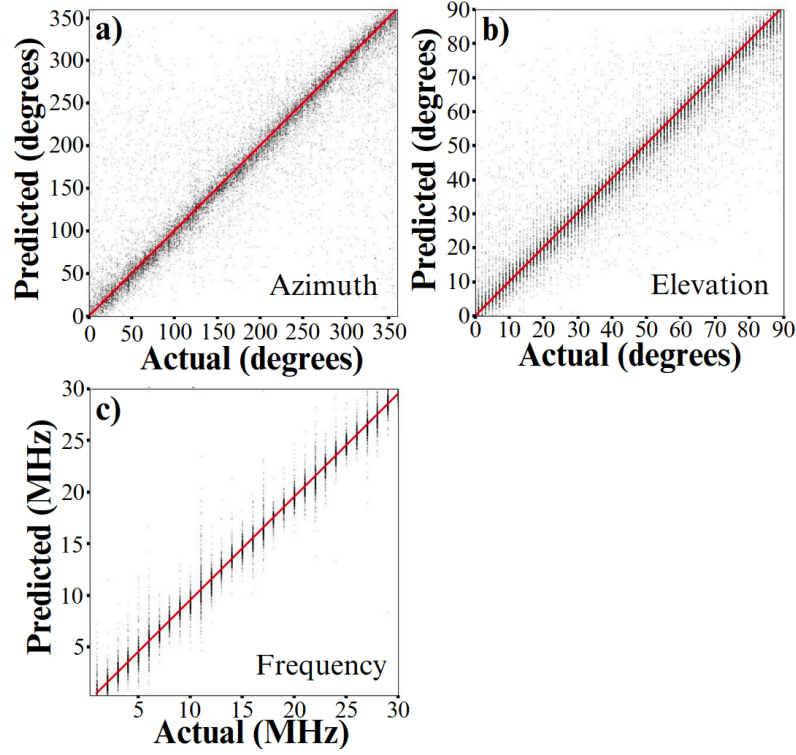 a)
Predicted (degrees)
350
300
250
200
150
100
50
0
Azimuth
0 50 100 150 200 250 300 350
Actual (degrees)
b)
Predicted (degrees)
90
80
70
60
50
40
30
20
10
0
Elevation
0 10 20 30 40 50 60 70 80 90
Actual (degrees)
c)
Predicted (MHz)
30
25
20
15
10
5
Frequency
5 10 15 20 25 30
Actual (MHz)